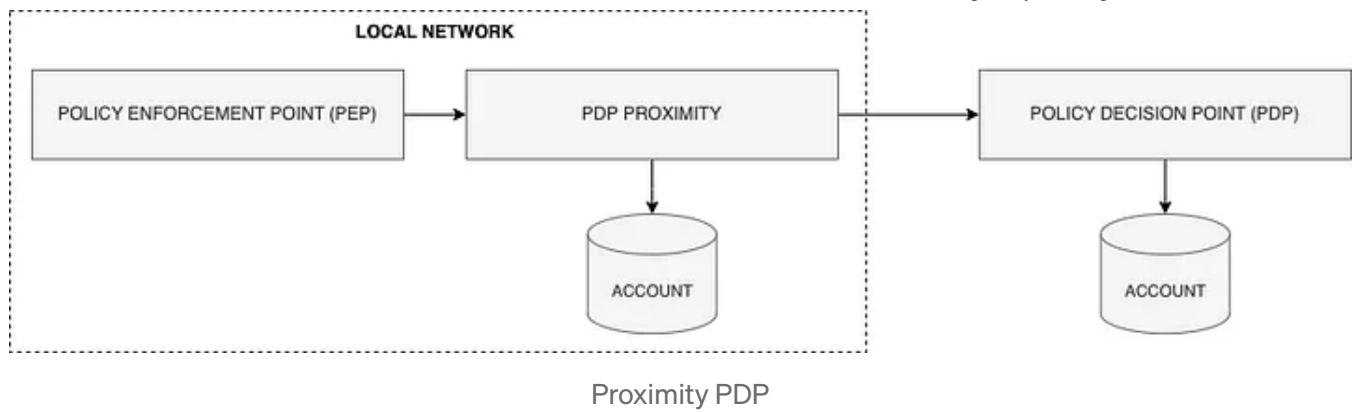 LOCAL NETWORK
POLICY ENFORCEMENT POINT (PEP)
PDP PROXIMITY
POLICY DECISION POINT (PDP)
ACCOUNT
ACCOUNT
Proximity PDP